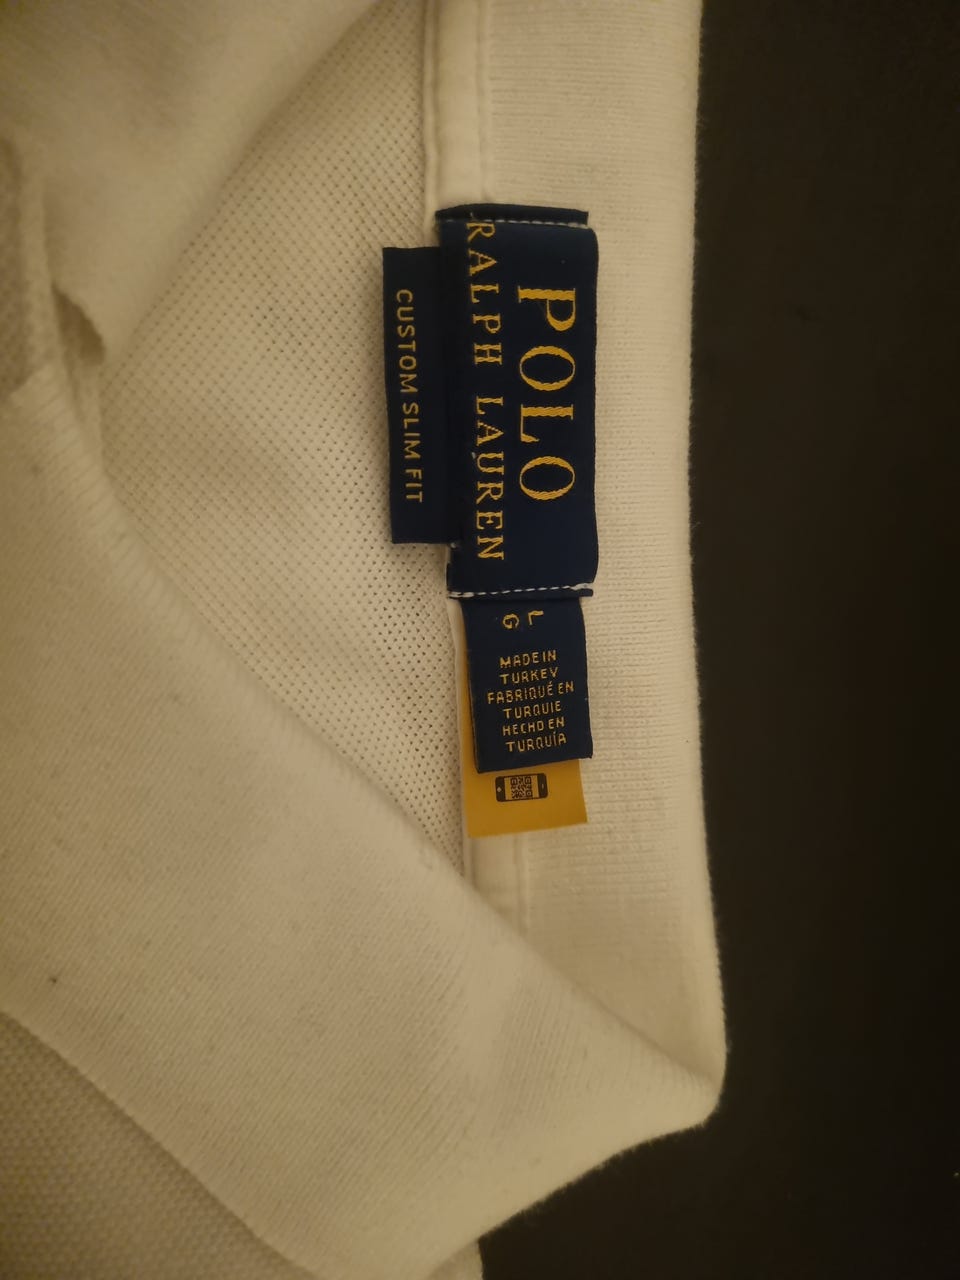 POLO
RALPH LAUREN
CUSTOM SLIM FIT
L
G
MADE IN
TURKEY
FABRIQUÉ EN
TURQUIE
HECHO EN
TURQUÍA